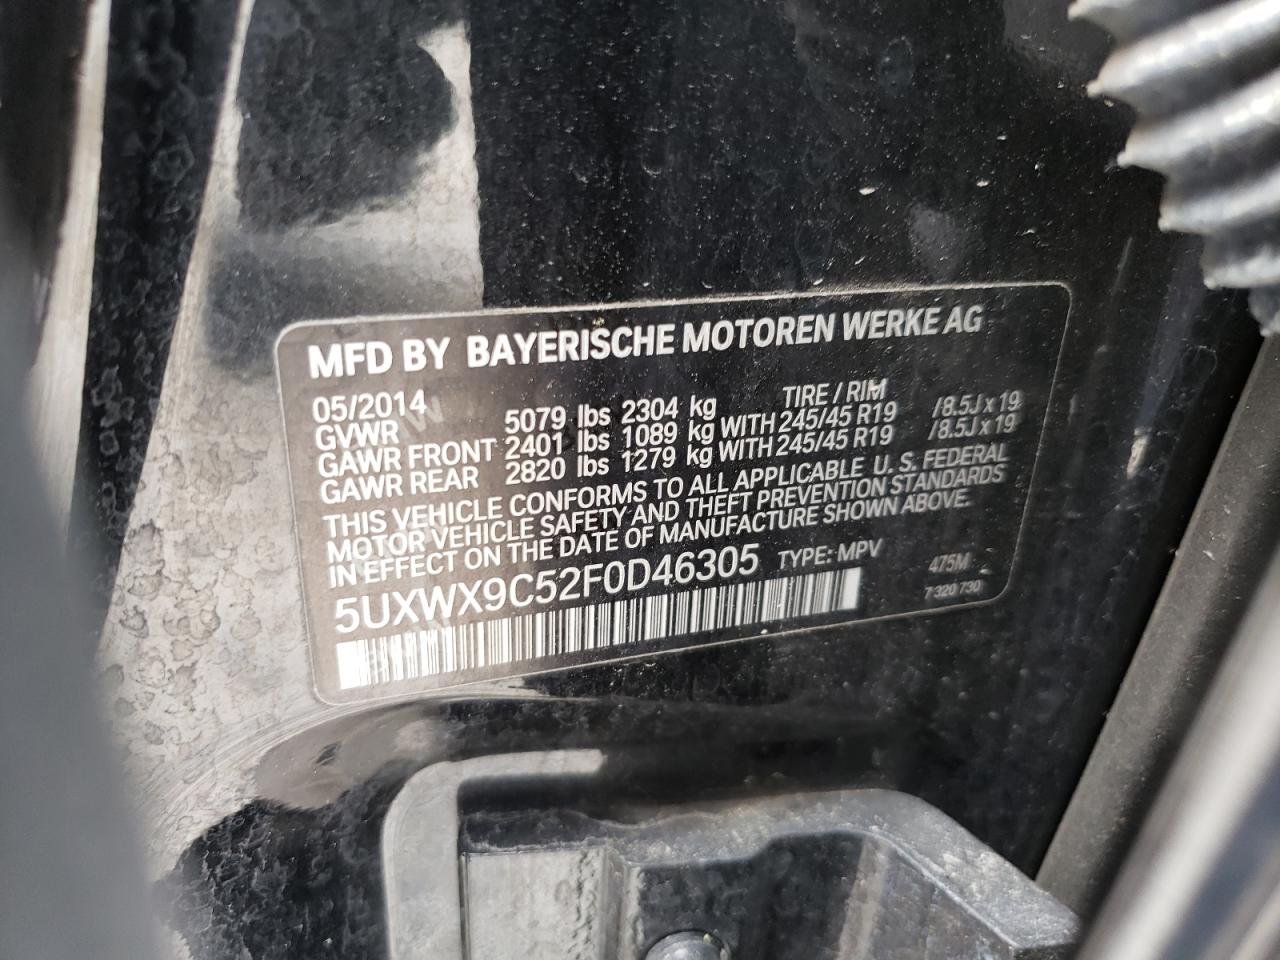 MFD BY BAYERISCHE MOTOREN WERKE AG
05/2014 TIRE / RIM
GVWR 5079 lbs 2304 kg
GAWR FRONT 2401 lbs 1089 kg WITH 245/45 R19 /8.5J x 19
GAWR REAR 2820 lbs 1279 kg WITH 245/45 R19 /8.5J x 19
THIS VEHICLE CONFORMS TO ALL APPLICABLE U. S. FEDERAL
MOTOR VEHICLE SAFETY AND THEFT PREVENTION STANDARDS
IN EFFECT ON THE DATE OF MANUFACTURE SHOWN ABOVE.
5UXWX9C52F0D46305 TYPE: MPV 475M
7 320 730